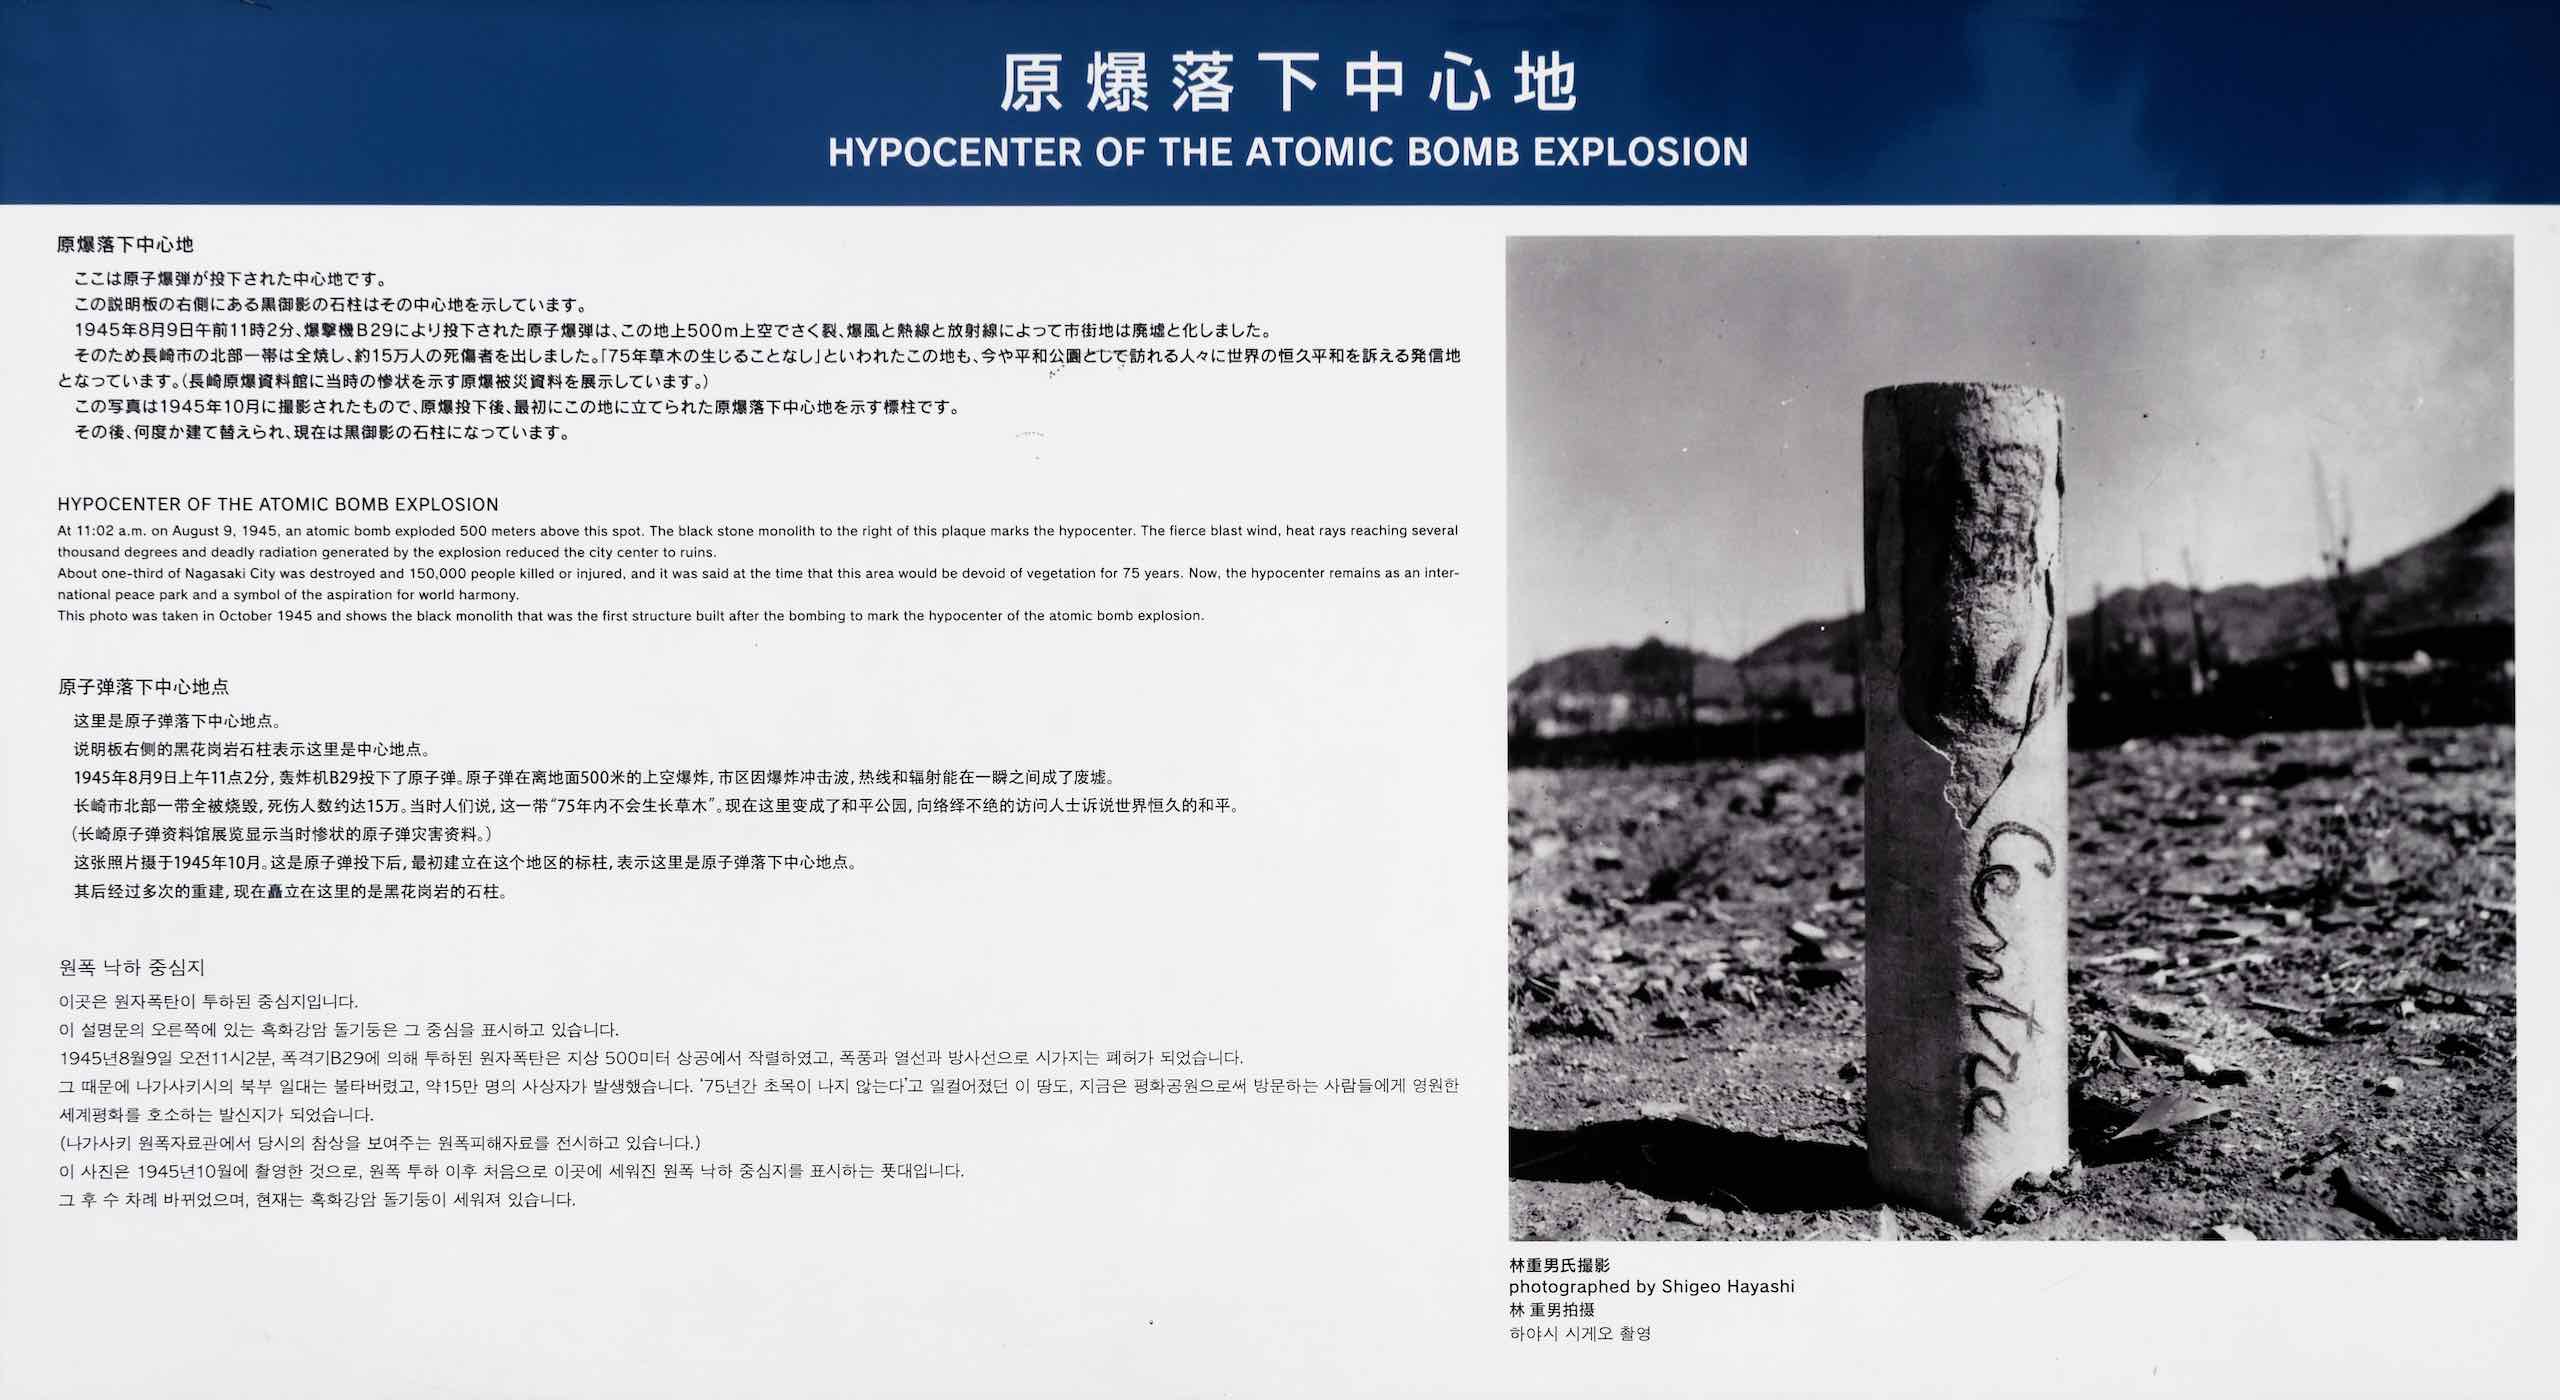 原爆落下中心地
HYPOCENTER OF THE ATOMIC BOMB EXPLOSION
原爆落下中心地
ここは原子爆弾が投下された中心地です。
この説明板の右側にある黒御影の石柱はその中心地を示しています。
1945年8月9日午前11時2分、爆撃機B29により投下された原子爆弾は、この地上500m上空でさく裂、爆風と熱線と放射線によって市街地は廃墟と化しました。
そのため長崎市の北部一帯は全焼し、約15万人の死傷者を出しました。「75年草木の生じることなし」といわれたこの地も、今や平和公園として訪れる人々に世界の恒久平和を訴える発信地
となっています。（長崎原爆資料館に当時の惨状を示す原爆被災資料を展示しています。）
この写真は1945年10月に撮影されたもので、原爆投下後、最初にこの地に立てられた原爆落下中心地を示す標柱です。
その後、何度か建て替えられ、現在は黒御影の石柱になっています。
HYPOCENTER OF THE ATOMIC BOMB EXPLOSION
At 11:02 a.m. on August 9, 1945, an atomic bomb exploded 500 meters above this spot. The black stone monolith to the right of this plaque marks the hypocenter. The fierce blast wind, heat rays reaching several
thousand degrees and deadly radiation generated by the explosion reduced the city center to ruins.
About one-third of Nagasaki City was destroyed and 150,000 people killed or injured, and it was said at the time that this area would be devoid of vegetation for 75 years. Now, the hypocenter remains as an inter-
national peace park and a symbol of the aspiration for world harmony.
This photo was taken in October 1945 and shows the black monolith that was the first structure built after the bombing to mark the hypocenter of the atomic bomb explosion.
原子弹落下中心地点
这里是原子弹落下中心地点。
说明板右侧的黑花岗岩石柱表示这里是中心地点。
1945年8月9日上午11点2分，轰炸机B29投下了原子弹。原子弹在离地面500米的上空爆炸，市区因爆炸冲击波，热线和辐射能在一瞬之间成了废墟。
长崎市北部一带全被烧毁，死伤人数约达15万。当时人们说，这一带“75年内不会生长草木”。现在这里变成了和平公园，向络绎不绝的访问人士诉说世界恒久的和平。
（长崎原子弹资料馆展览显示当时惨状的原子弹灾害资料。）
这张照片摄于1945年10月。这是原子弹投下后，最初建立在这个地区的标柱，表示这里是原子弹落下中心地点。
其后经过多次的重建，现在矗立在这里的是黑花岗岩的石柱。
원폭 낙하 중심지
이곳은 원자폭탄이 투하된 중심지입니다.
이 설명문의 오른쪽에 있는 흑화강암 돌기둥은 그 중심을 표시하고 있습니다.
1945년8월9일 오전11시2분, 폭격기B29에 의해 투하된 원자폭탄은 지상 500미터 상공에서 작렬하였고, 폭풍과 열선과 방사선으로 시가지는 폐허가 되었습니다.
그 때문에 나가사키시의 북부 일대는 불타버렸고, 약15만 명의 사상자가 발생했습니다. ‘75년간 초목이 나지 않는다’고 일컬어졌던 이 땅도, 지금은 평화공원으로써 방문하는 사람들에게 영원한
세계평화를 호소하는 발신지가 되었습니다.
(나가사키 원폭자료관에서 당시의 참상을 보여주는 원폭피해자료를 전시하고 있습니다.)
이 사진은 1945년10월에 촬영한 것으로, 원폭 투하 이후 처음으로 이곳에 세워진 원폭 낙하 중심지를 표시하는 푯대입니다.
그 후 수 차례 바뀌었으며, 현재는 흑화강암 돌기둥이 세워져 있습니다.
Centre
林重男氏撮影
photographed by Shigeo Hayashi
林 重男拍摄
하야시 시게오 촬영